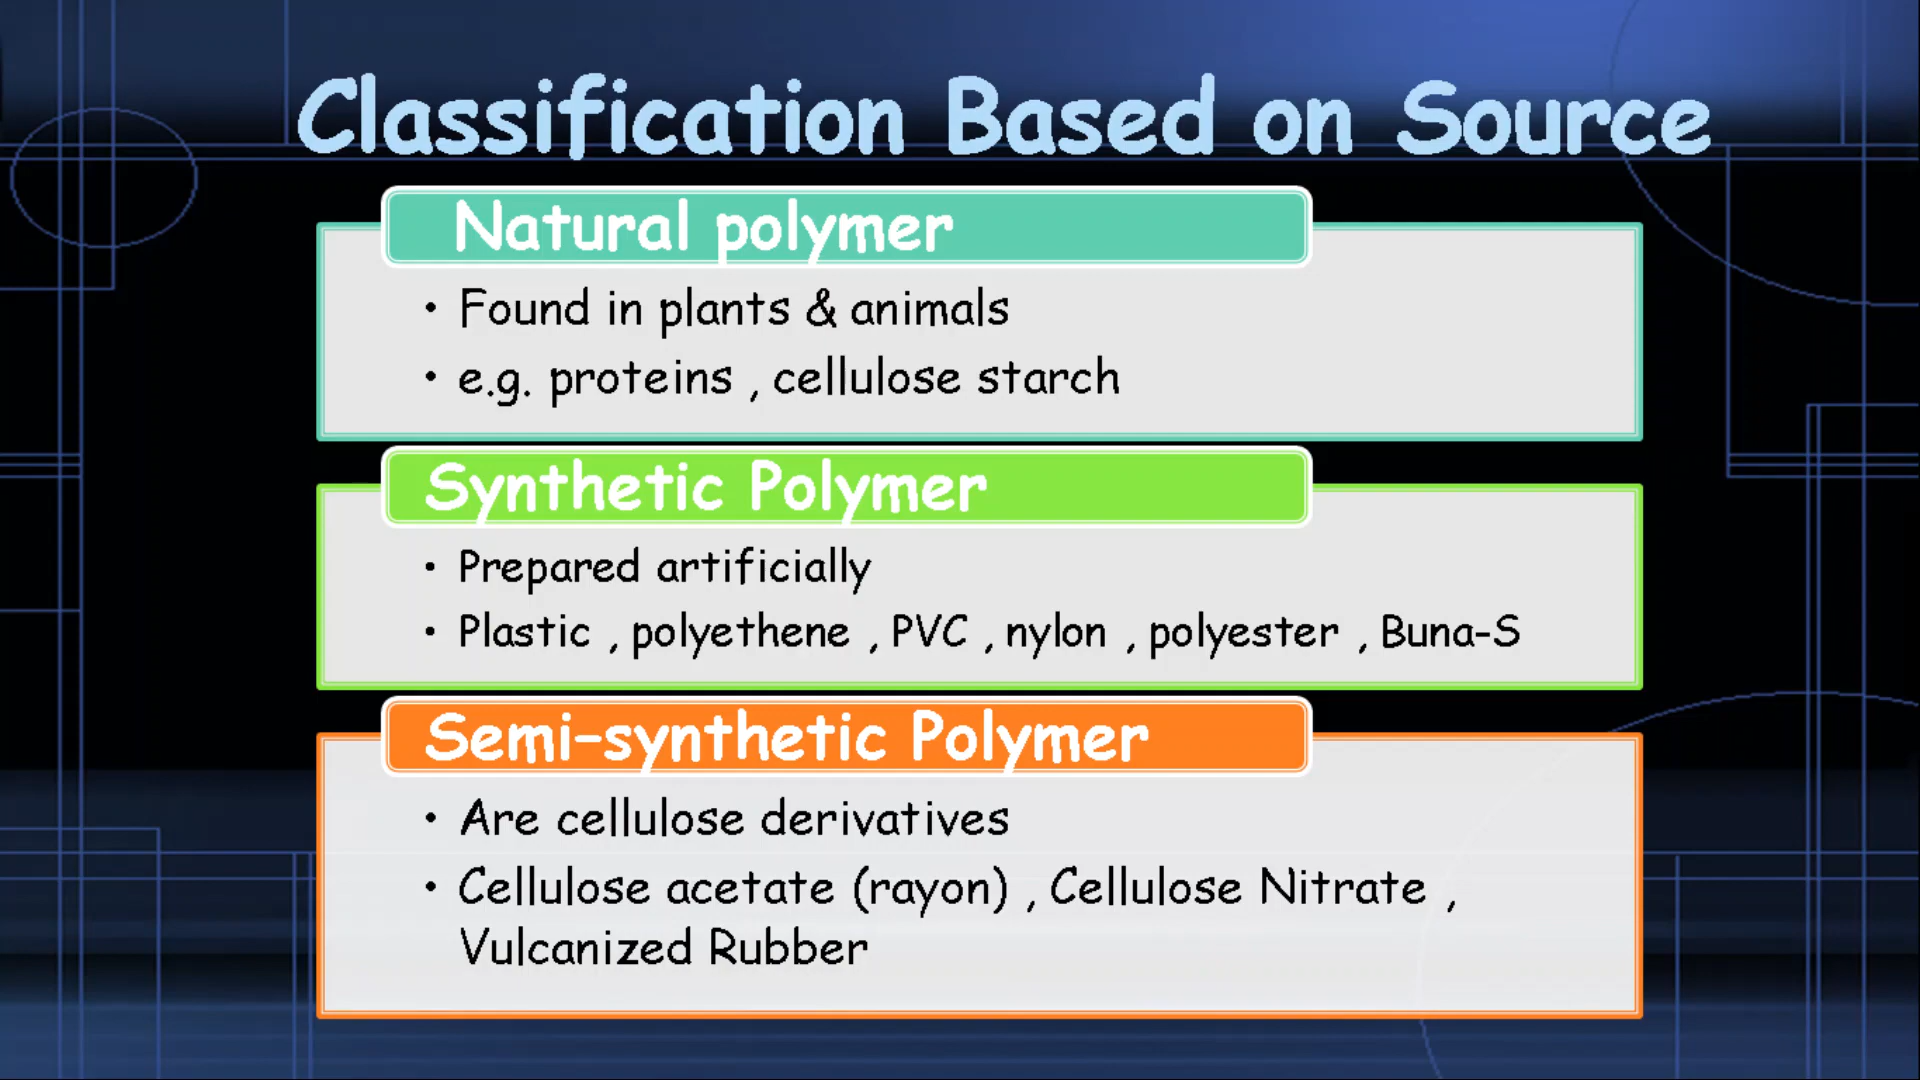 Classification Based on Source
Natural polymer
• Found in plants & animals
• e.g. proteins , cellulose starch
Synthetic Polymer
• Prepared artificially
• Plastic , polyethene , PVC , nylon , polyester , Buna-S
Semi-synthetic Polymer
• Are cellulose derivatives
• Cellulose acetate (rayon) , Cellulose Nitrate ,
Vulcanized Rubber